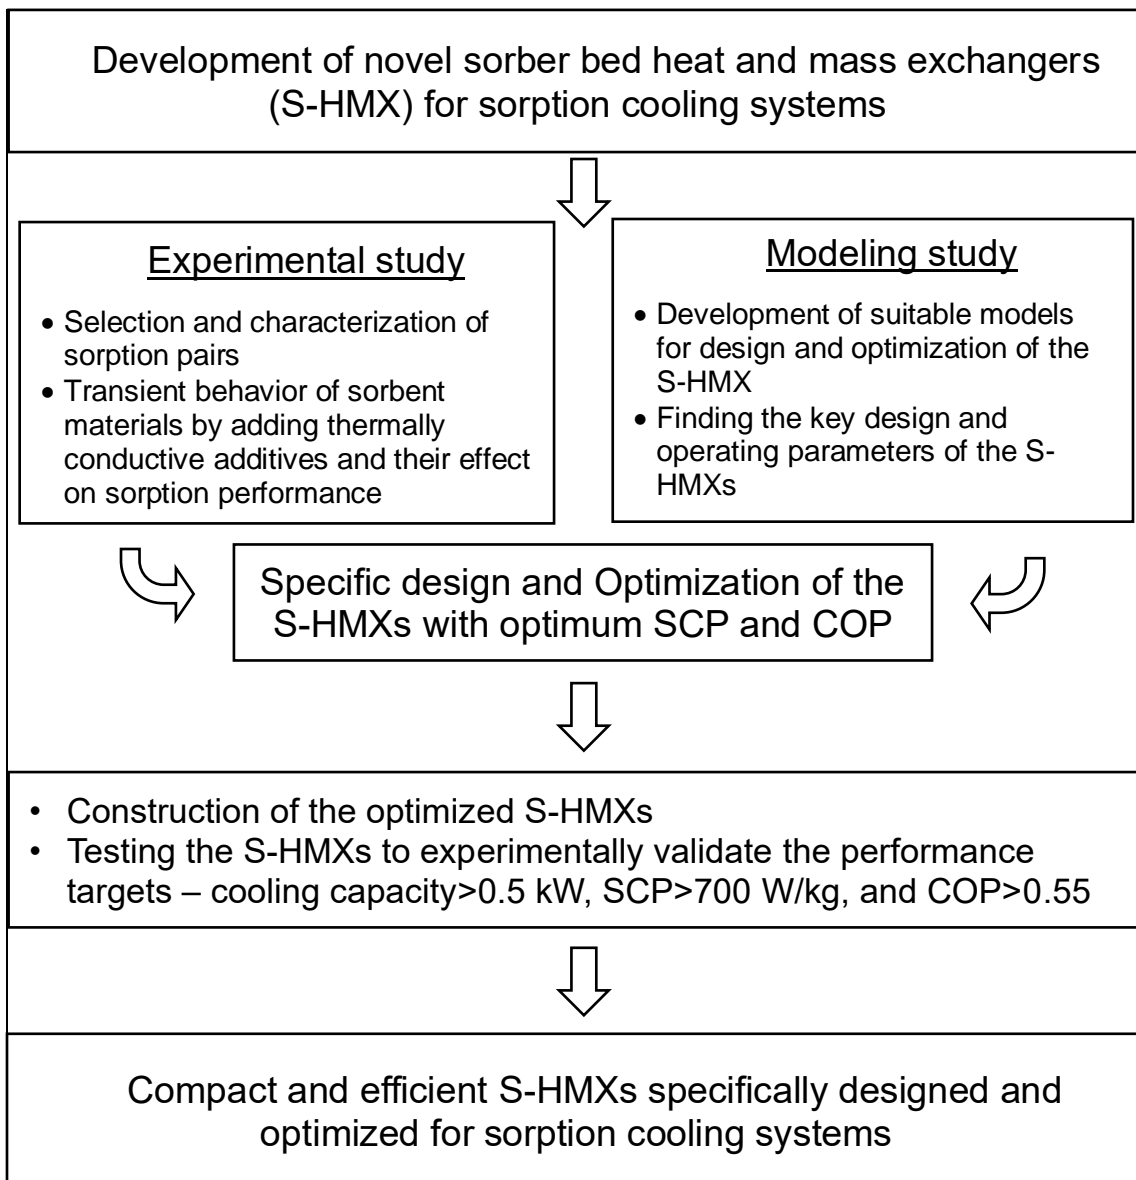 Development of novel sorber bed heat and mass exchangers
(S-HMX) for sorption cooling systems
Experimental study
• Selection and characterization of
sorption pairs
• Transient behavior of sorbent
materials by adding thermally
conductive additives and their effect
on sorption performance
Modeling study
• Development of suitable models
for design and optimization of the
S-HMX
• Finding the key design and
operating parameters of the S-
HMXs
Specific design and Optimization of the
S-HMXs with optimum SCP and COP
• Construction of the optimized S-HMXs
• Testing the S-HMXs to experimentally validate the performance
targets – cooling capacity>0.5 kW, SCP>700 W/kg, and COP>0.55
Compact and efficient S-HMXs specifically designed and
optimized for sorption cooling systems